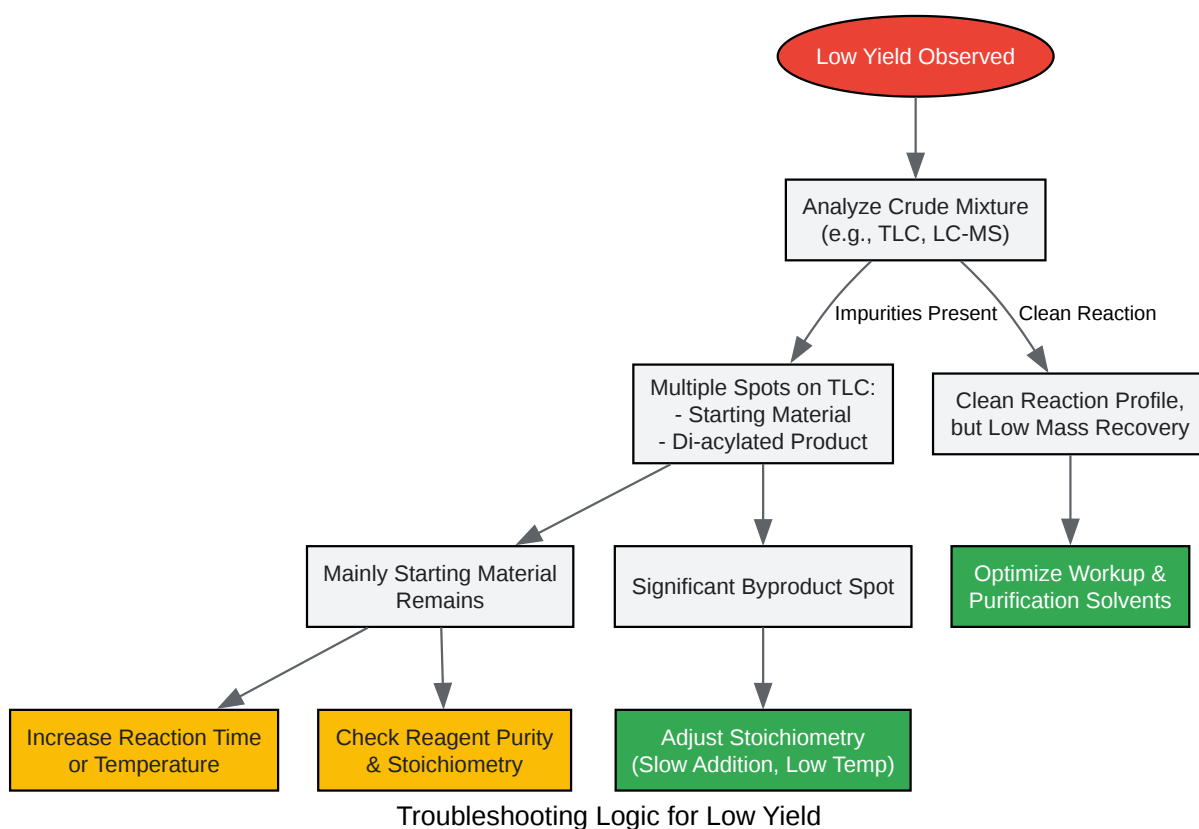 Low Yield Observed
Analyze Crude Mixture
(e.g., TLC, LC-MS)
Impurities Present
Clean Reaction
Multiple Spots on TLC:
- Starting Material
- Di-acylated Product
Clean Reaction Profile,
but Low Mass Recovery
Mainly Starting Material
Remains
Significant Byproduct Spot
Optimize Workup &
Purification Solvents
Increase Reaction Time
or Temperature
Check Reagent Purity
& Stoichiometry
Adjust Stoichiometry
(Slow Addition, Low Temp)
Troubleshooting Logic for Low Yield